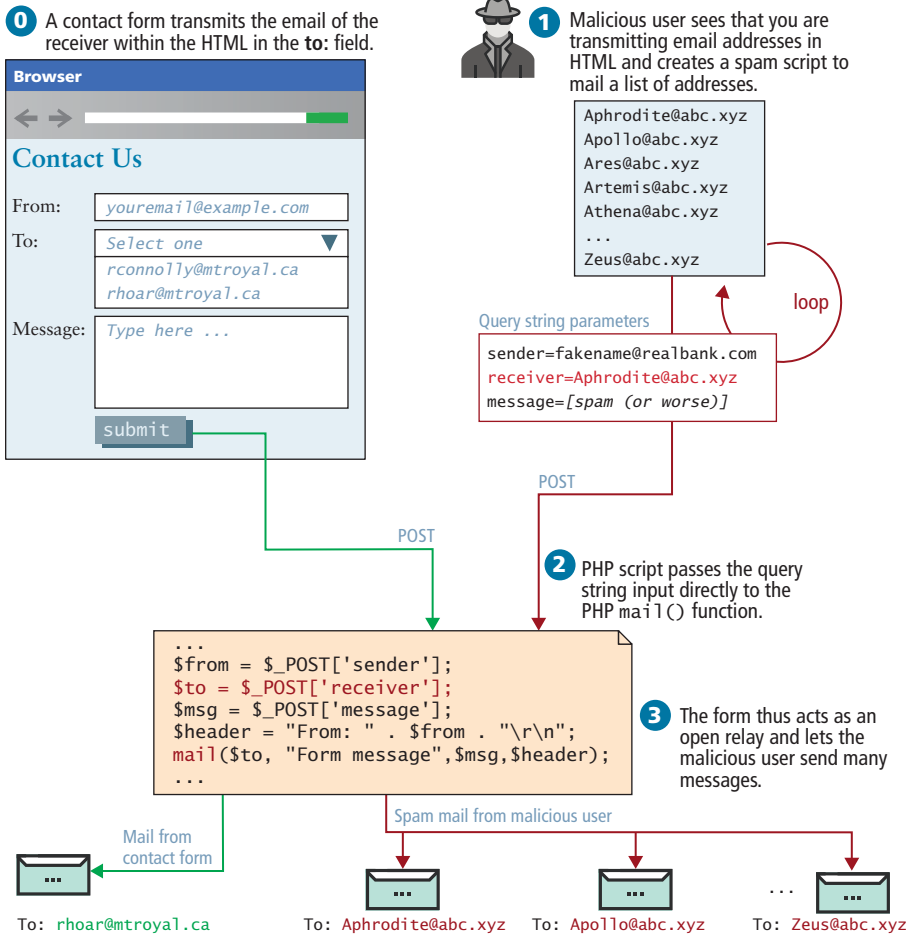 0 A contact form transmits the email of the
receiver within the HTML in the to: field.
Browser
Contact Us
From:
youremail@example.com
To:
Select one
rconnolly@mtroyal.ca
rhoar@mtroyal.ca
Message:
Type here ...
submit
POST
1 Malicious user sees that you are
transmitting email addresses in
HTML and creates a spam script to
mail a list of addresses.
Aphrodite@abc.xyz
Apollo@abc.xyz
Ares@abc.xyz
Artemis@abc.xyz
Athena@abc.xyz
...
Zeus@abc.xyz
loop
Query string parameters
sender=fakename@realbank.com
receiver=Aphrodite@abc.xyz
message=[spam (or worse)]
POST
2 PHP script passes the query
string input directly to the
PHP mail() function.
...
$from = $_POST['sender'];
$to = $_POST['receiver'];
$msg = $_POST['message'];
$header = "From: " . $from . "\r\n";
mail($to, "Form message",$msg,$header);
...
3 The form thus acts as an
open relay and lets the
malicious user send many
messages.
Mail from
contact form
Spam mail from malicious user
...
...
...
...
...
To: rhoar@mtroyal.ca
To: Aphrodite@abc.xyz
To: Apollo@abc.xyz
To: Zeus@abc.xyz